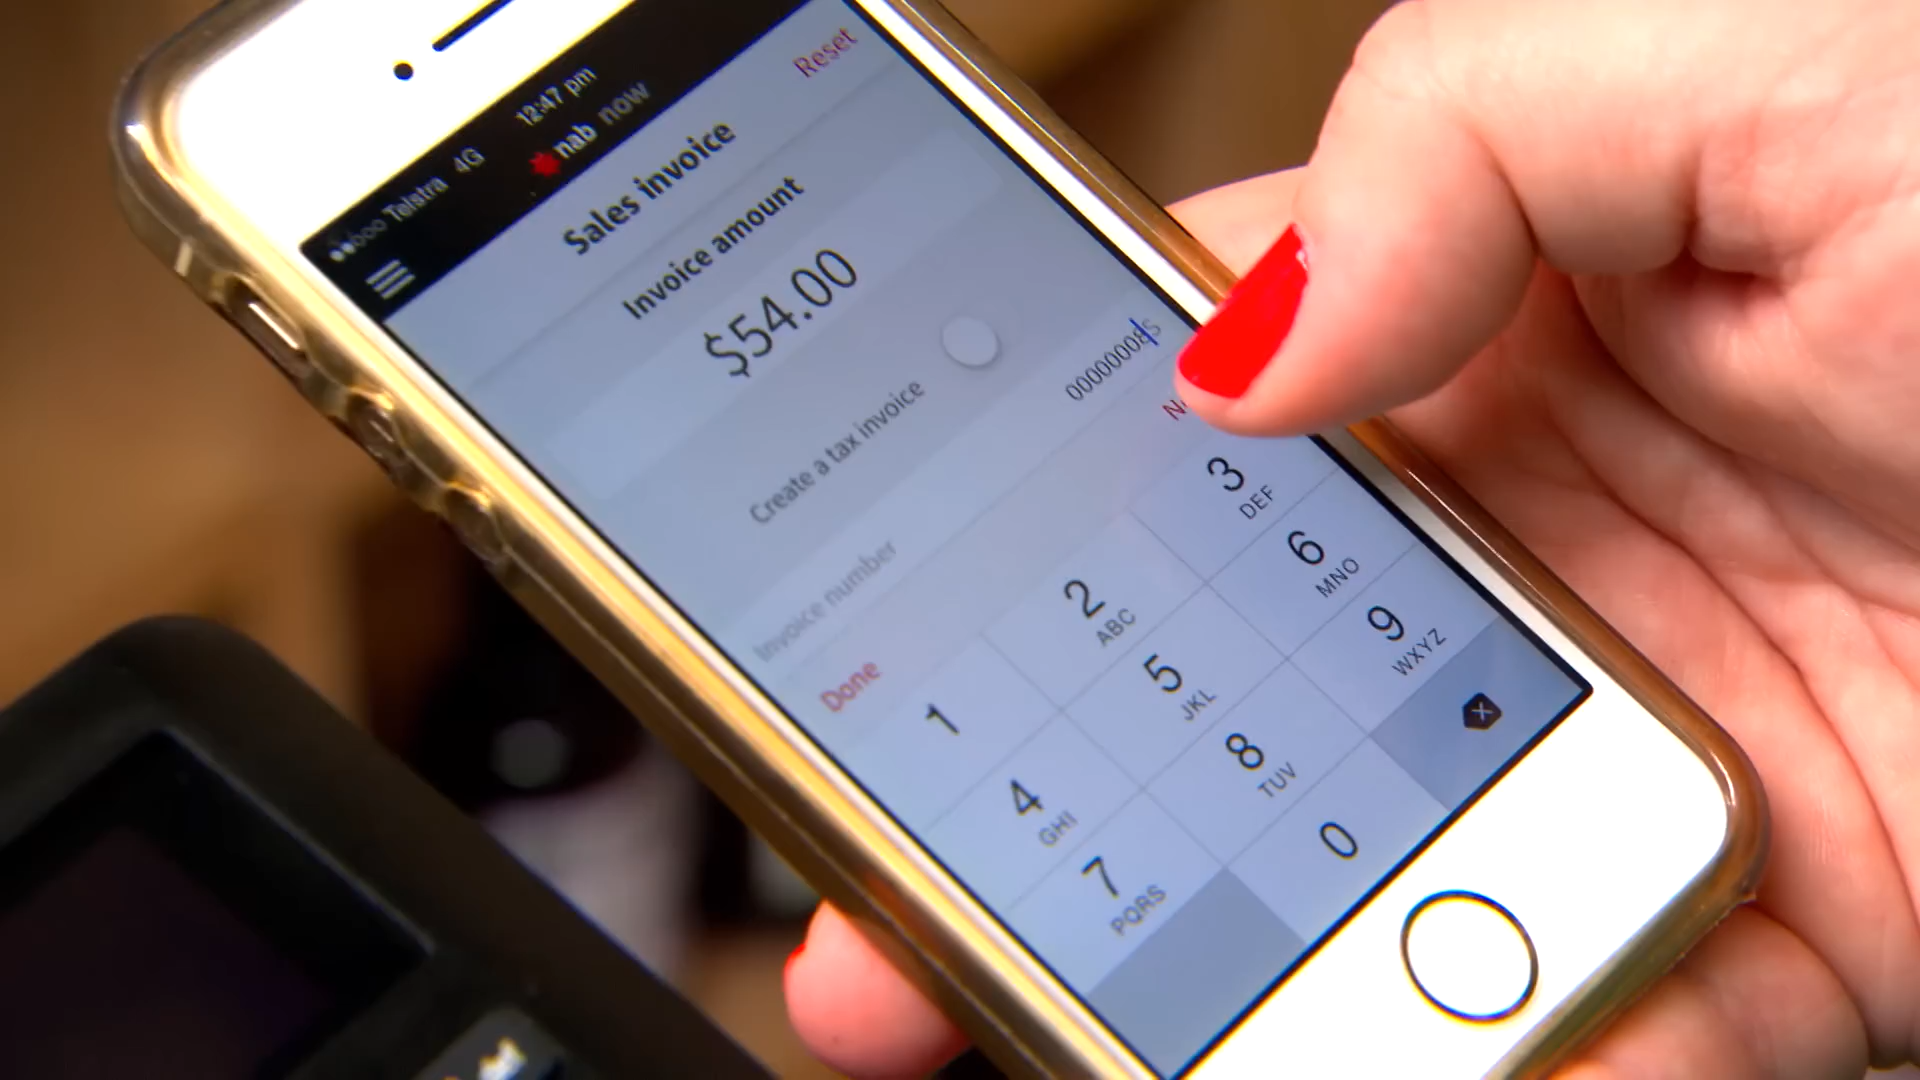 Telstra 4G 12:47 pm
nab now
Reset
Sales invoice
Invoice amount
$54.00
Create a tax invoice
Invoice number
Done
1
2
ABC
3
DEF
4
GHI
5
JKL
6
MNO
7
PQRS
8
TUV
9
WXYZ
0